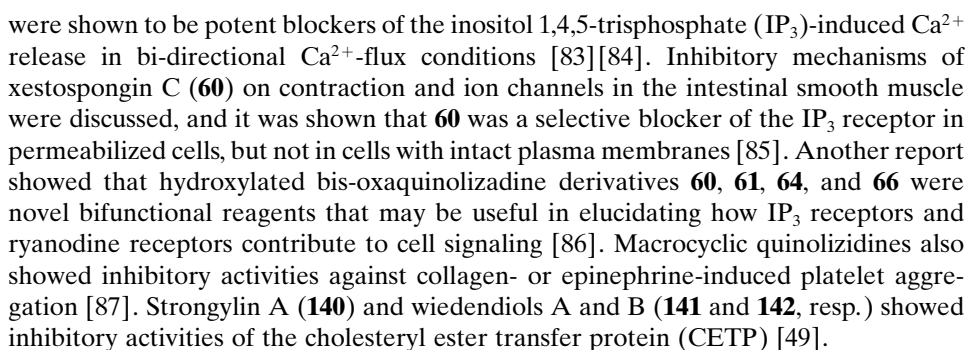 were shown to be potent blockers of the inositol 1,4,5-trisphosphate (IP₃)-induced Ca²⁺
release in bi-directional Ca²⁺-flux conditions [83][84]. Inhibitory mechanisms of
xestospongin C (60) on contraction and ion channels in the intestinal smooth muscle
were discussed, and it was shown that 60 was a selective blocker of the IP₃ receptor in
permeabilized cells, but not in cells with intact plasma membranes [85]. Another report
showed that hydroxylated bis-oxaquinolizadine derivatives 60, 61, 64, and 66 were
novel bifunctional reagents that may be useful in elucidating how IP₃ receptors and
ryanodine receptors contribute to cell signaling [86]. Macrocyclic quinolizidines also
showed inhibitory activities against collagen- or epinephrine-induced platelet aggre-
gation [87]. Strongylin A (140) and wiedendiols A and B (141 and 142, resp.) showed
inhibitory activities of the cholesteryl ester transfer protein (CETP) [49].